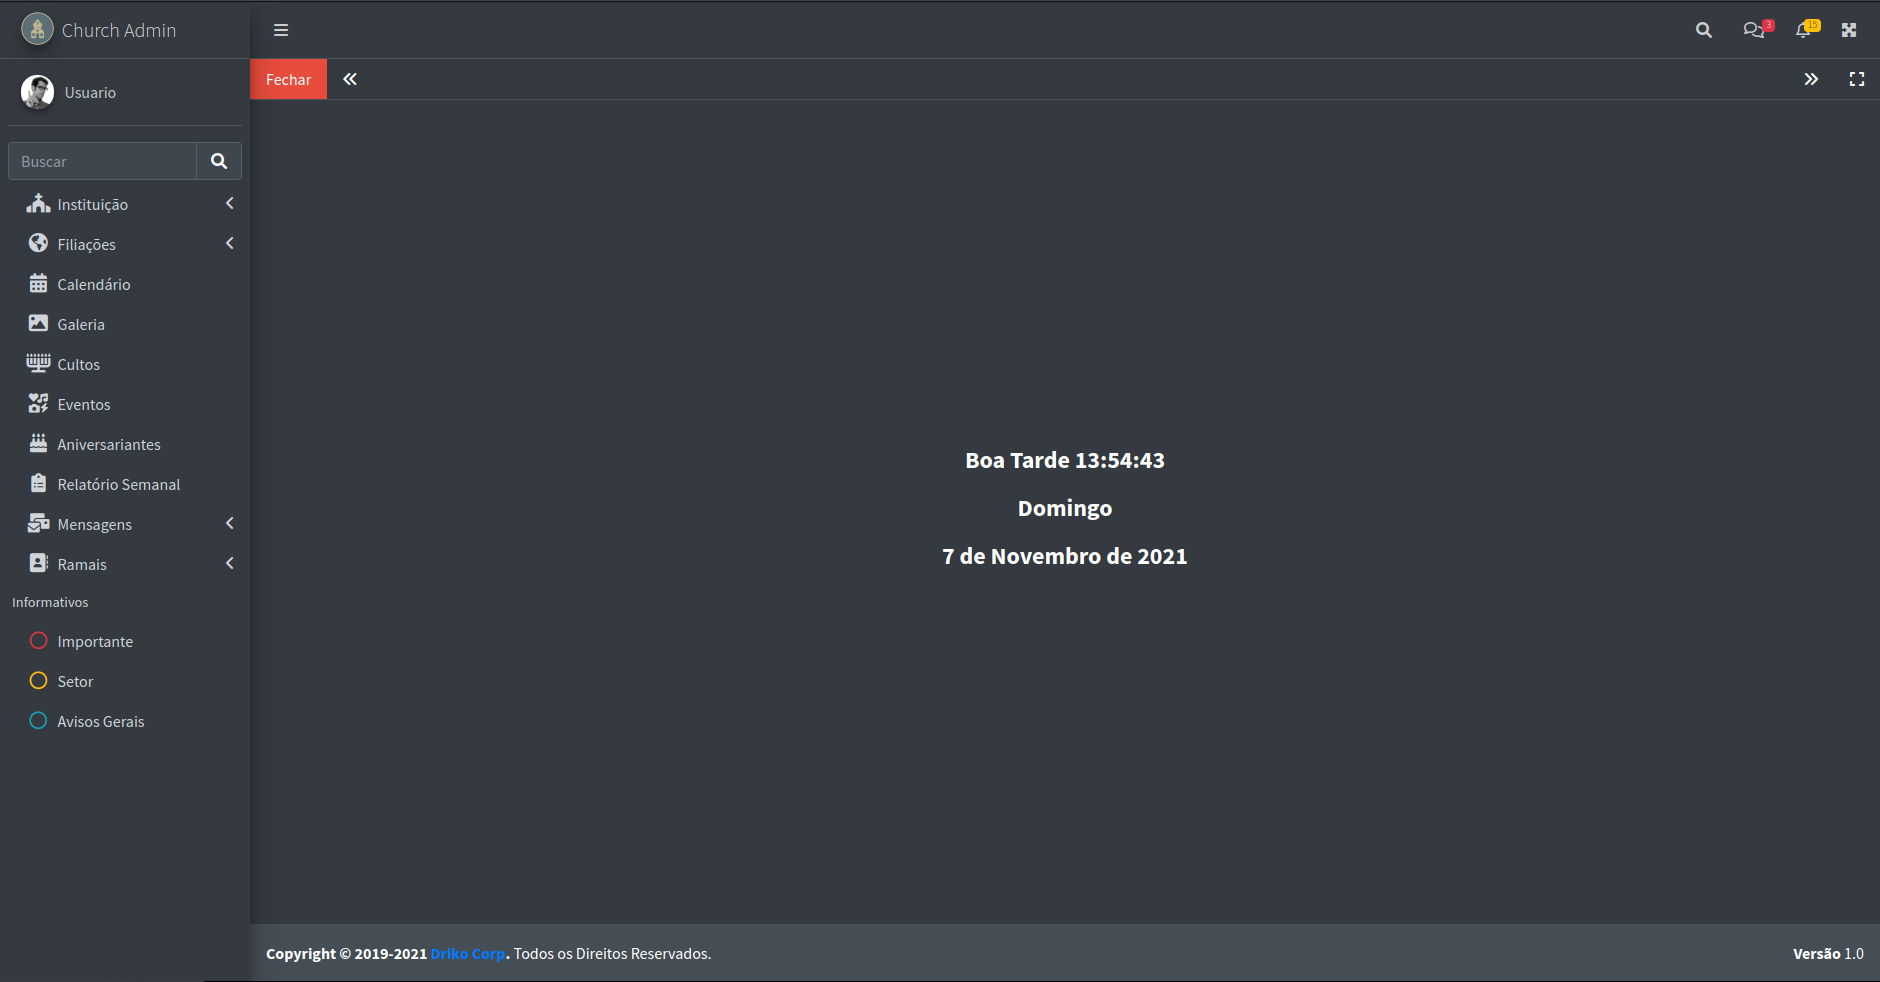 Church Admin
3
15
Usuario
Fechar
Buscar
Instituição
Filiações
Calendário
Galeria
Cultos
Eventos
Aniversariantes
Relatório Semanal
Mensagens
Ramais
Informativos
Importante
Setor
Avisos Gerais
Boa Tarde 13:54:43
Domingo
7 de Novembro de 2021
Copyright © 2019-2021 Driko Corp. Todos os Direitos Reservados.
Versão 1.0